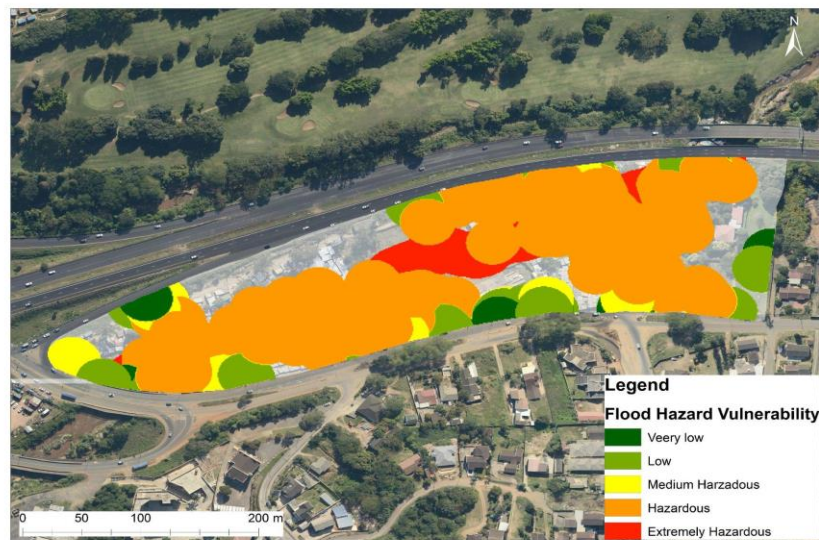 N
Legend
Flood Hazard Vulnerability
Veery low
Low
Medium Harzadous
Hazardous
Extremely Hazardous
0 50 100 200 m